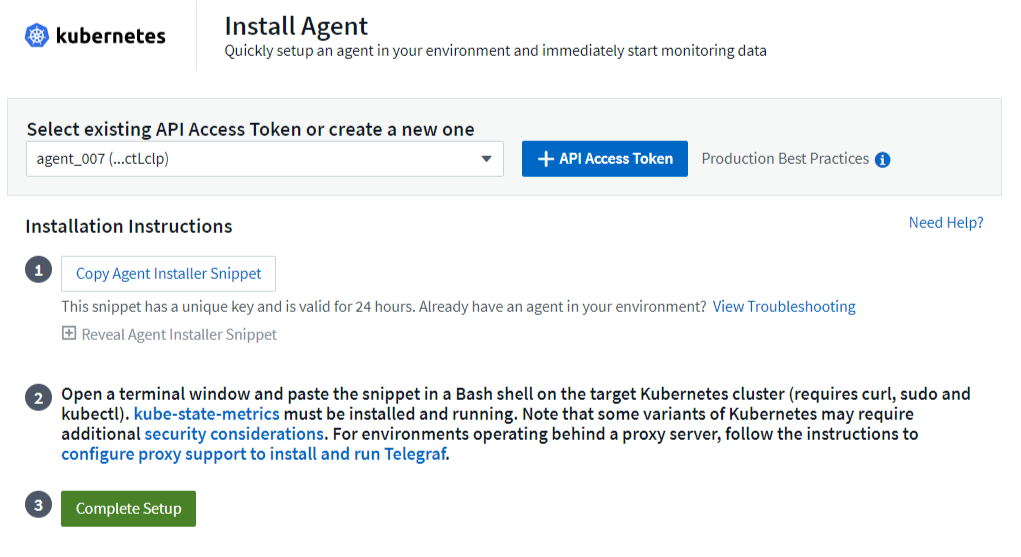 kubernetes
Install Agent
Quickly setup an agent in your environment and immediately start monitoring data
Select existing API Access Token or create a new one
agent_007 (...ctLclp)
+ API Access Token
Production Best Practices
i
Installation Instructions
Need Help?
1
Copy Agent Installer Snippet
This snippet has a unique key and is valid for 24 hours. Already have an agent in your environment? View Troubleshooting
Reveal Agent Installer Snippet
2
Open a terminal window and paste the snippet in a Bash shell on the target Kubernetes cluster (requires curl, sudo and
kubectl). kube-state-metrics must be installed and running. Note that some variants of Kubernetes may require
additional security considerations. For environments operating behind a proxy server, follow the instructions to
configure proxy support to install and run Telegraf.
3
Complete Setup